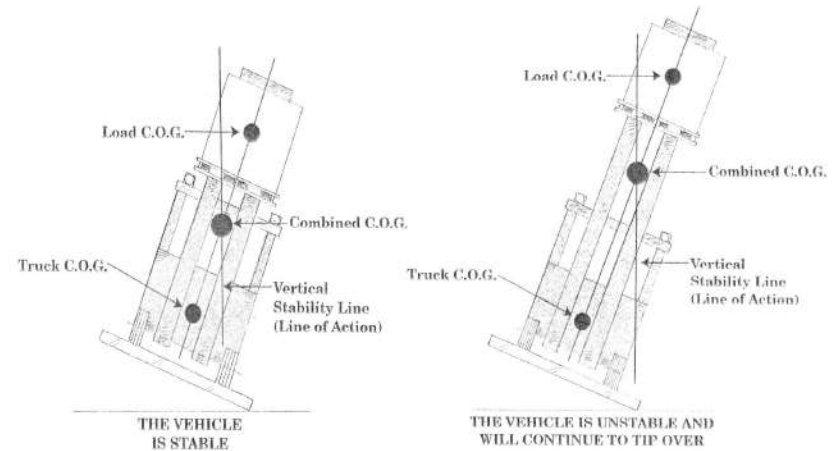 Load C.O.G.
Combined C.O.G.
Truck C.O.G.
Vertical
Stability Line
(Line of Action)
THE VEHICLE
IS STABLE
Load C.O.G.
Combined C.O.G.
Truck C.O.G.
Vertical
Stability Line
(Line of Action)
THE VEHICLE IS UNSTABLE AND
WILL CONTINUE TO TIP OVER